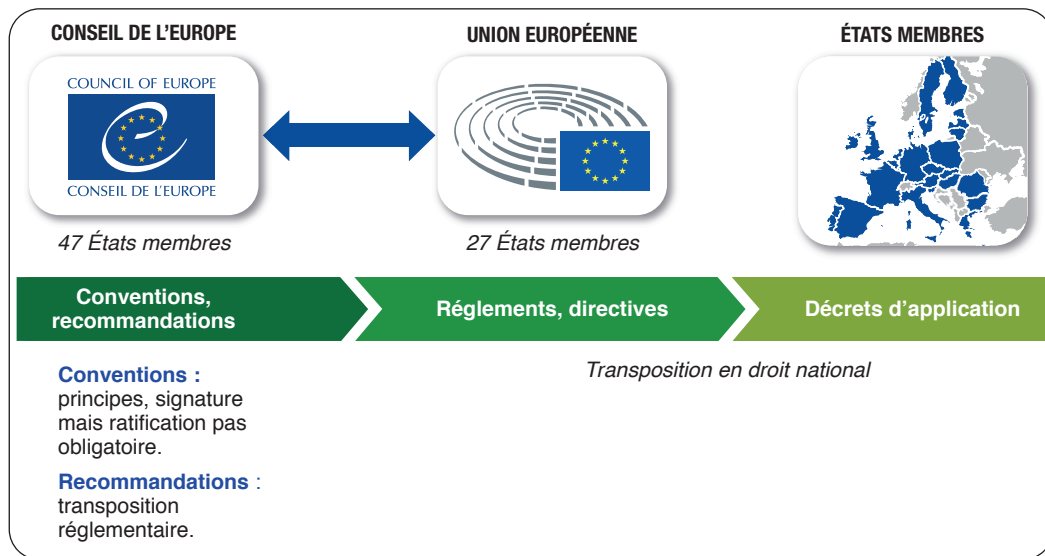 CONSEIL DE L'EUROPE
UNION EUROPÉENNE
ÉTATS MEMBRES
COUNCIL OF EUROPE
CONSEIL DE L'EUROPE
47 États membres
27 États membres
Conventions,
recommandations
Réglements, directives
Décrets d'application
Conventions :
principes, signature
mais ratification pas
obligatoire.
Recommandations :
transposition
réglementaire.
Transposition en droit national